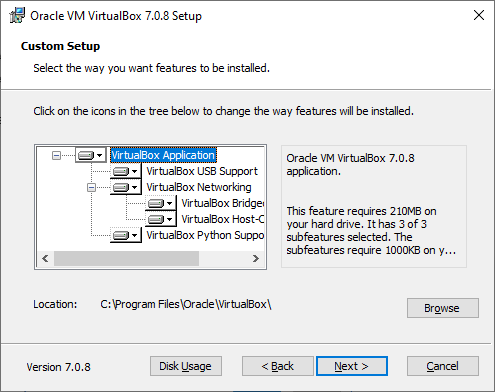 Oracle VM VirtualBox 7.0.8 Setup
Custom Setup
Select the way you want features to be installed.
Click on the icons in the tree below to change the way features will be installed.
VirtualBox Application
VirtualBox USB Support
VirtualBox Networking
VirtualBox Bridged
VirtualBox Host-O
VirtualBox Python Suppo
Oracle VM VirtualBox 7.0.8
application.
This feature requires 210MB on
your hard drive. It has 3 of 3
subfeatures selected. The
subfeatures require 1000KB on y...
Location: C:\Program Files\Oracle\VirtualBox\
Browse
Version 7.0.8
Disk Usage
< Back
Next >
Cancel